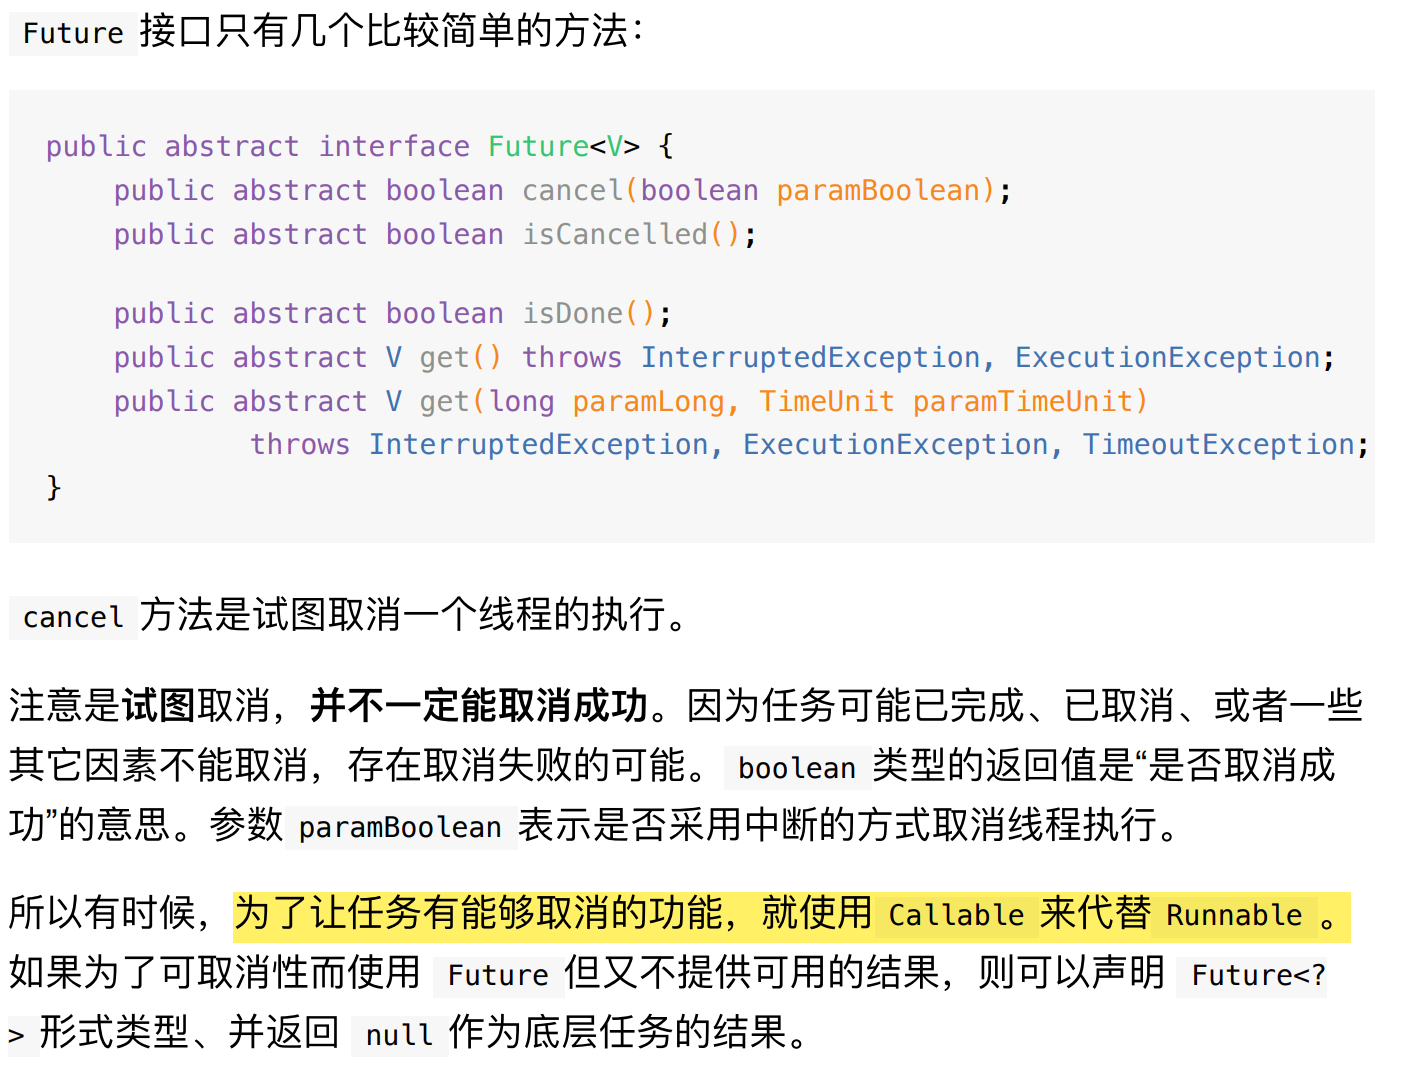 Future 接口只有几个比较简单的方法：
public abstract interface Future<V> {
    public abstract boolean cancel(boolean paramBoolean);
    public abstract boolean isCancelled();
    public abstract boolean isDone();
    public abstract V get() throws InterruptedException, ExecutionException;
    public abstract V get(long paramLong, TimeUnit paramTimeUnit)
            throws InterruptedException, ExecutionException, TimeoutException;
}
cancel 方法是试图取消一个线程的执行。
注意是试图取消，并不一定能取消成功。因为任务可能已完成、已取消、或者一些
其它因素不能取消，存在取消失败的可能。 boolean 类型的返回值是“是否取消成
功”的意思。参数 paramBoolean 表示是否采用中断的方式取消线程执行。
所以有时候，为了让任务有能够取消的功能，就使用 Callable 来代替 Runnable 。
如果为了可取消性而使用 Future 但又不提供可用的结果，则可以声明 Future<?
> 形式类型、并返回 null 作为底层任务的结果。